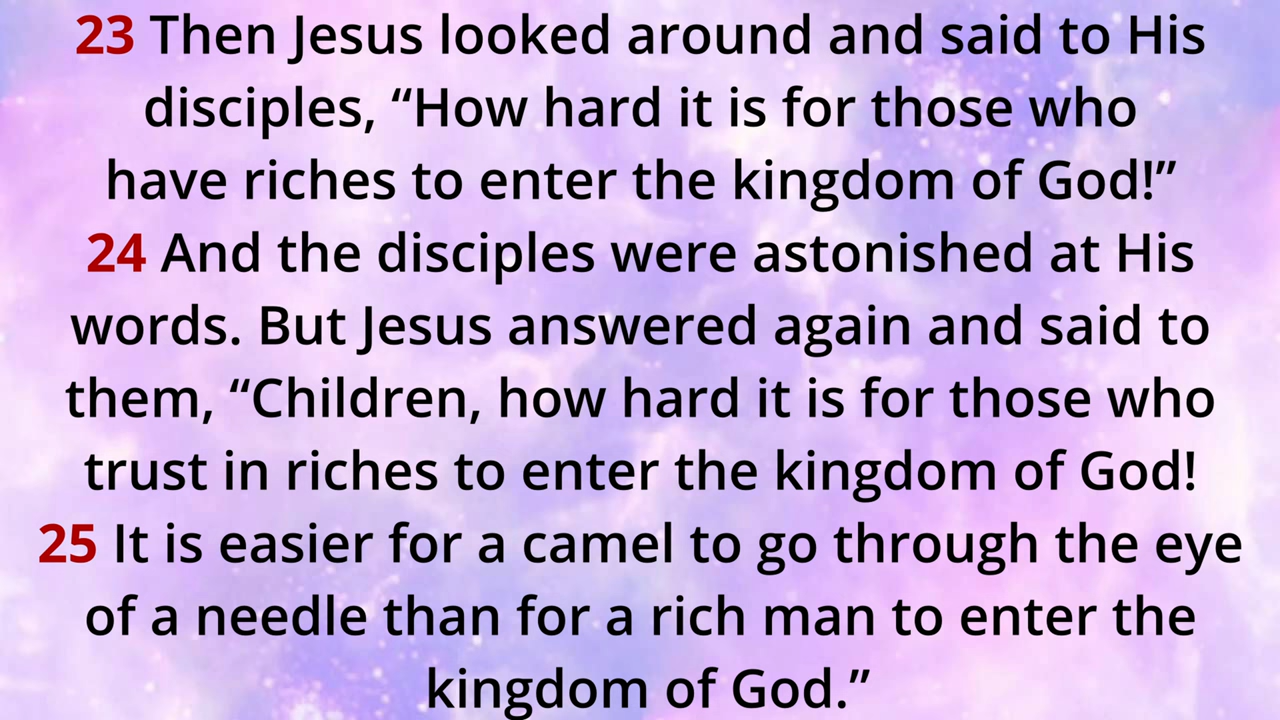 23 Then Jesus looked around and said to His
disciples, “How hard it is for those who
have riches to enter the kingdom of God!”
24 And the disciples were astonished at His
words. But Jesus answered again and said to
them, “Children, how hard it is for those who
trust in riches to enter the kingdom of God!
25 It is easier for a camel to go through the eye
of a needle than for a rich man to enter the
kingdom of God.”